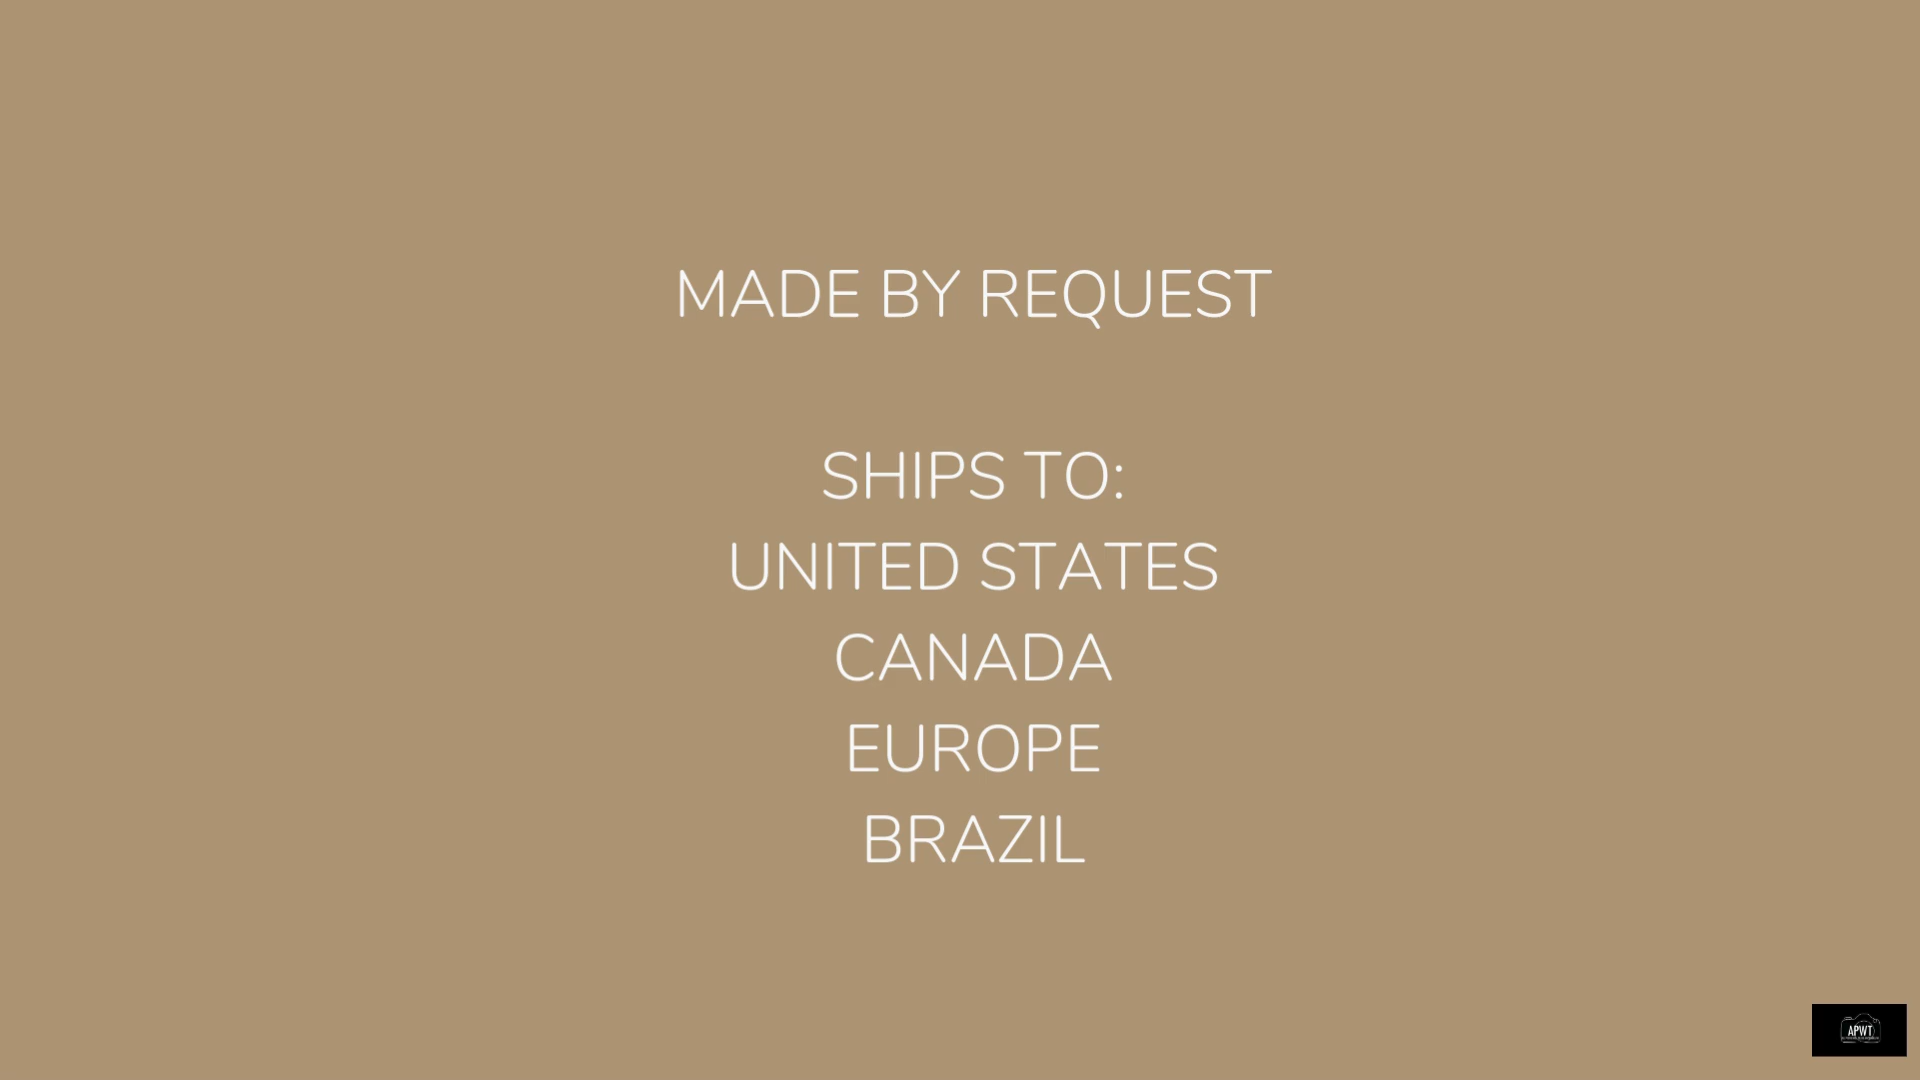 MADE BY REQUEST
SHIPS TO:
UNITED STATES
CANADA
EUROPE
BRAZIL
APWT